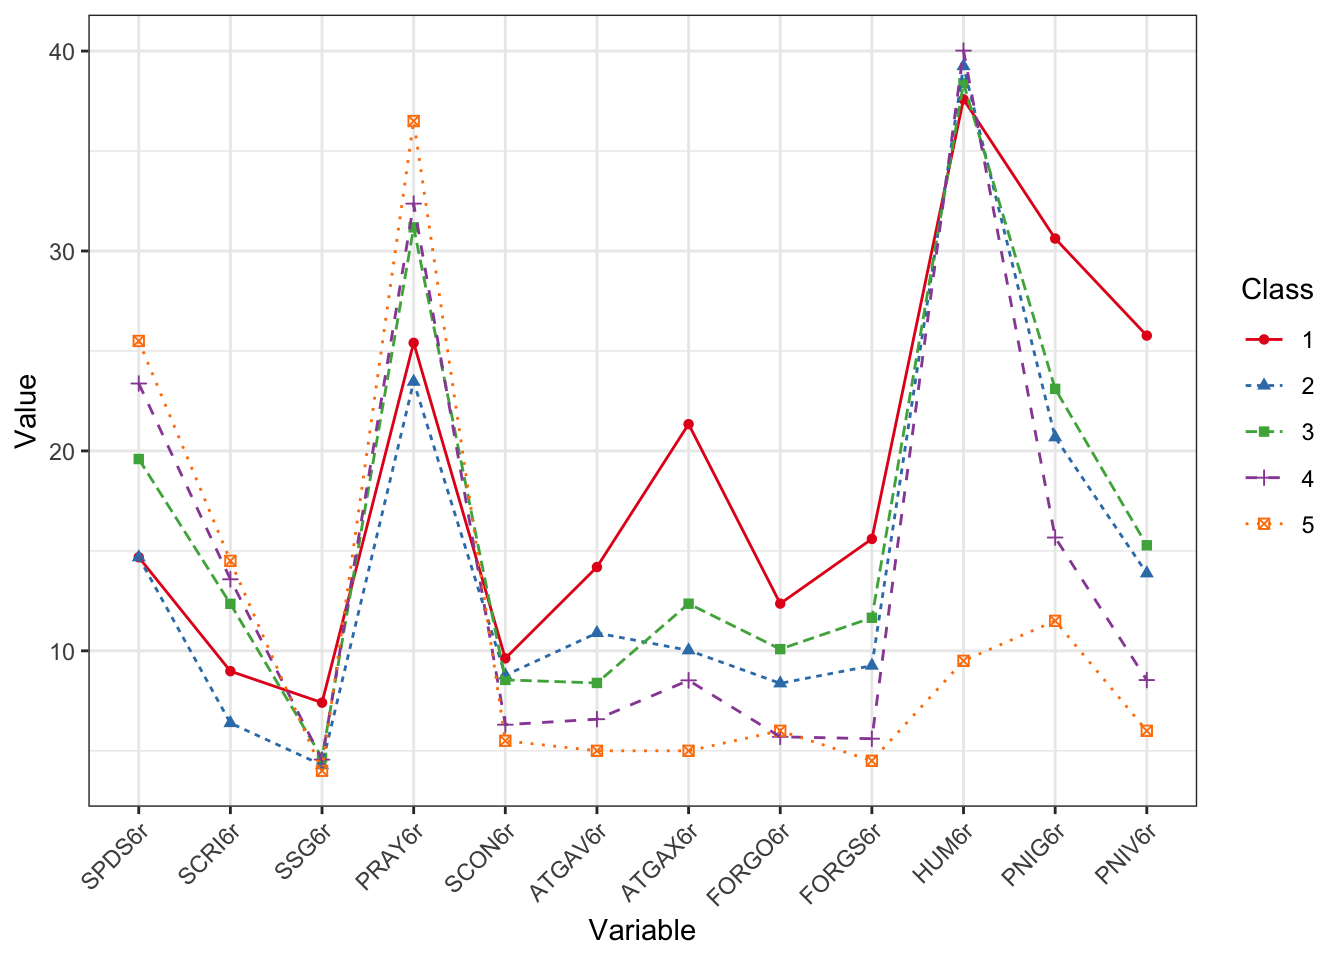 40
30
20
10
Value
SPDS6r
SCRI6r
SSG6r
PRAY6r
SCON6r
ATGAV6r
ATGAX6r
FORGO6r
FORGS6r
HUM6r
PNIG6r
PNIV6r
Variable
Class
1
2
3
4
5